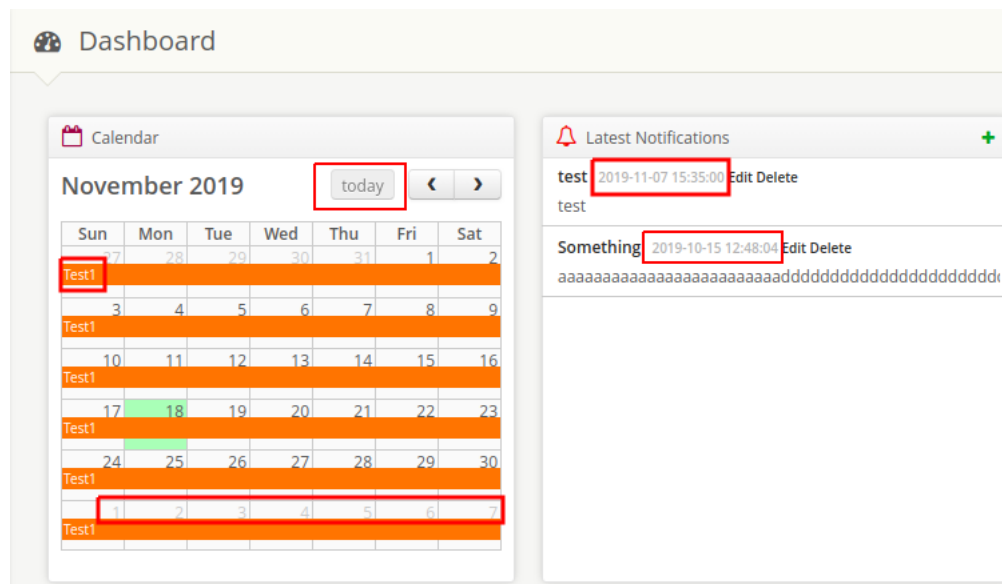 Dashboard
Calendar
November 2019
today
Sun Mon Tue Wed Thu Fri Sat
27 28 29 30 31 1 2
Test1
3 4 5 6 7 8 9
Test1
10 11 12 13 14 15 16
Test1
17 18 19 20 21 22 23
Test1
24 25 26 27 28 29 30
Test1
1 2 3 4 5 6 7
Test1
Latest Notifications
test 2019-11-07 15:35:00 Edit Delete
test
Something 2019-10-15 12:48:04 Edit Delete